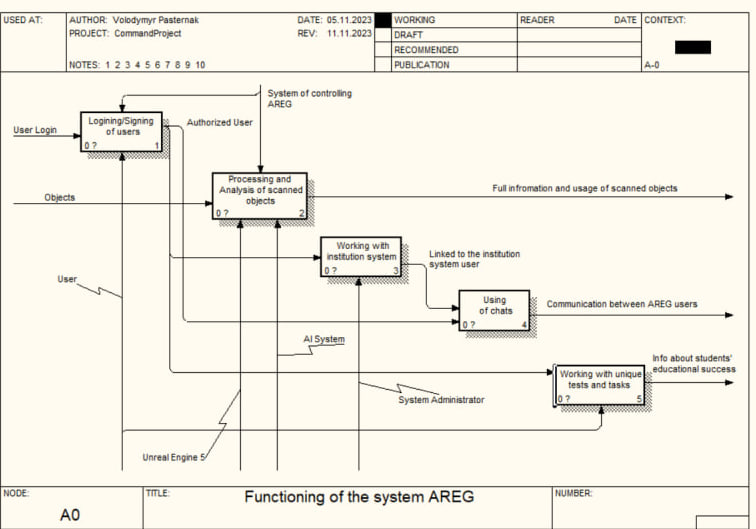 USED AT:
AUTHOR: Volodymyr Pasternak
DATE: 05.11.2023
WORKING
READER
DATE
CONTEXT:
PROJECT: CommandProject
REV: 11.11.2023
DRAFT
RECOMMENDED
NOTES: 1 2 3 4 5 6 7 8 9 10
PUBLICATION
A-0
System of controlling
AREG
Logining/Signing
of users
0 ?
1
Authorized User
User Login
Processing and
Analysis of scanned
objects
0 ?
2
Full infromation and usage of scanned objects
Objects
Working with
institution system
0 ?
3
Linked to the institution
system user
User
Using
of chats
0 ?
4
Communication between AREG users
AI System
Info about students'
educational success
Working with unique
tests and tasks
0 ?
5
System Administrator
Unreal Engine 5
NODE:
TITLE:
NUMBER:
A0
Functioning of the system AREG